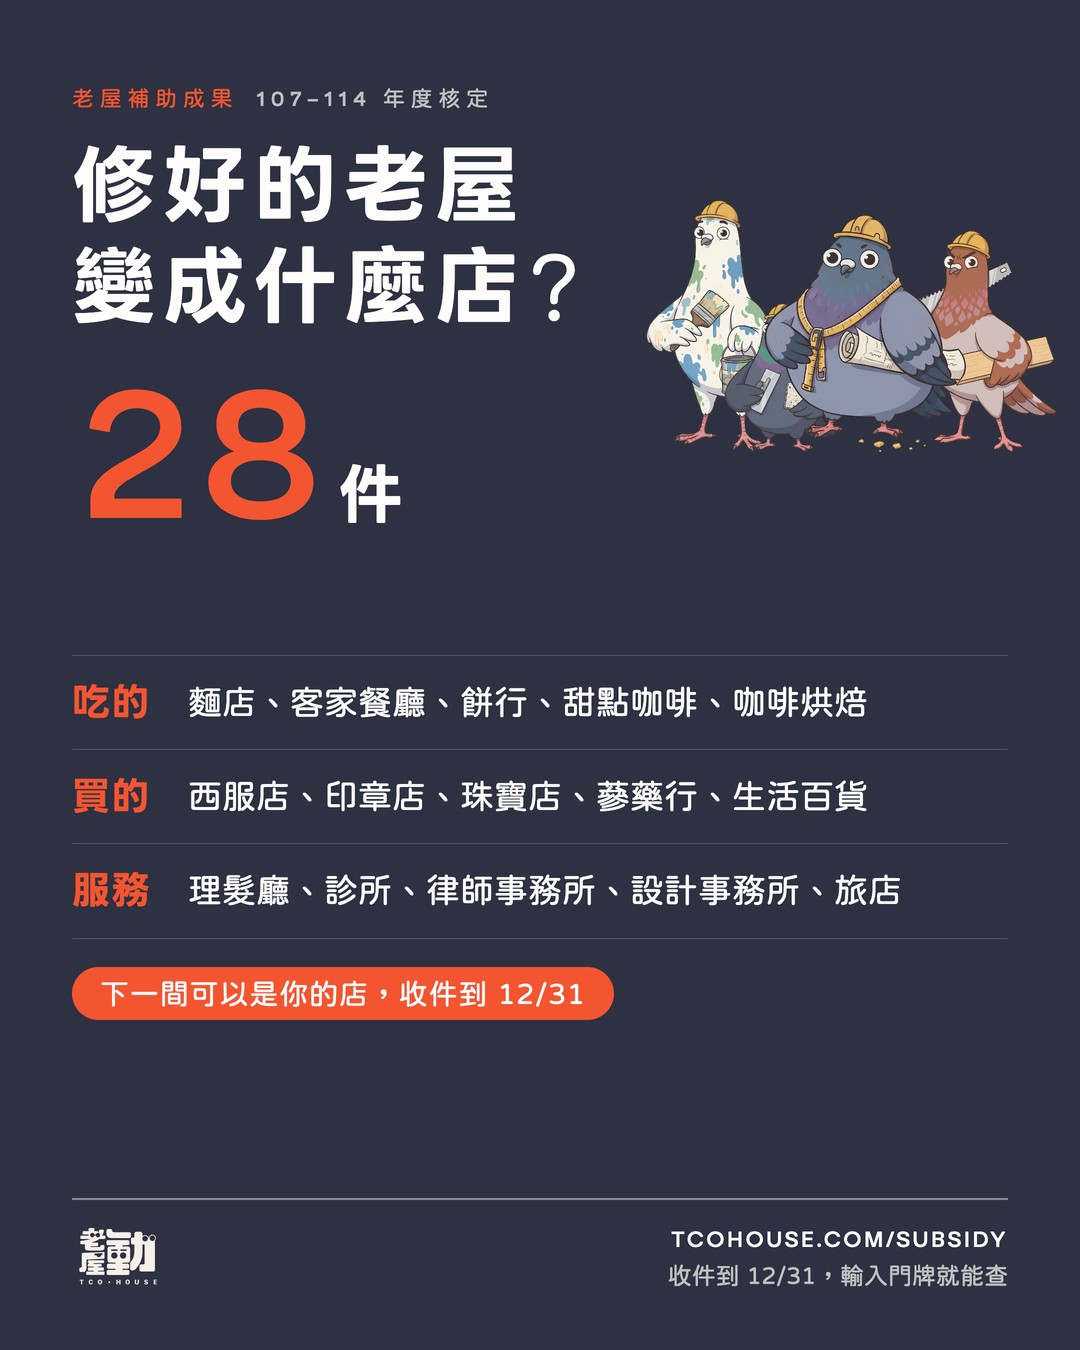 老屋補助成果 107–114 年度核定
修好的老屋
變成什麼店?
28 件
吃的 麵店、客家餐廳、餅行、甜點咖啡、咖啡烘焙
買的 西服店、印章店、珠寶店、蔘藥行、生活百貨
服務 理髮廳、診所、律師事務所、設計事務所、旅店
下一間可以是你的店，收件到 12/31
老屋動
TCO·HOUSE
TCOHOUSE.COM/SUBSIDY
收件到 12/31，輸入門牌就能查